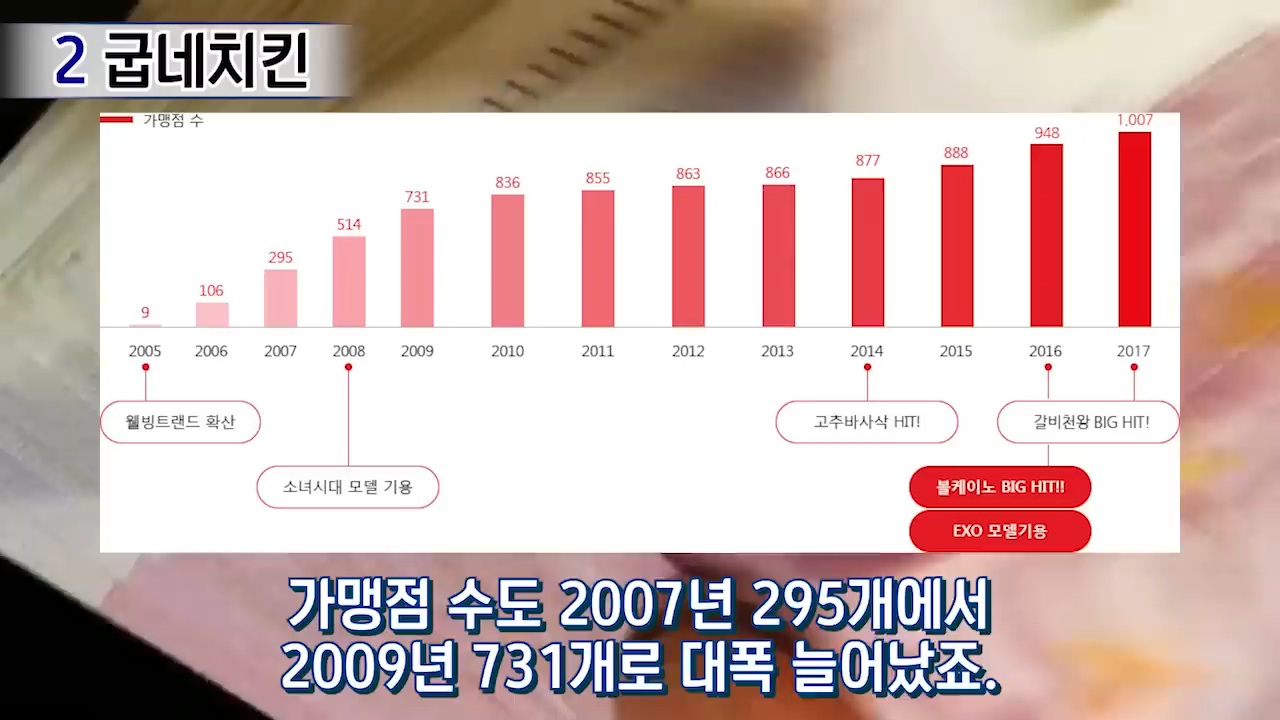 2 굽네치킨
가맹점 수
9 106 295 514 731 836 855 863 866 877 888 948 1,007
2005 2006 2007 2008 2009 2010 2011 2012 2013 2014 2015 2016 2017
웰빙트랜드 확산 고추바사삭 HIT! 갈비천왕 BIG HIT!
소녀시대 모델 기용 볼케이노 BIG HIT!!
EXO 모델기용
가맹점 수도 2007년 295개에서
2009년 731개로 대폭 늘어났죠.